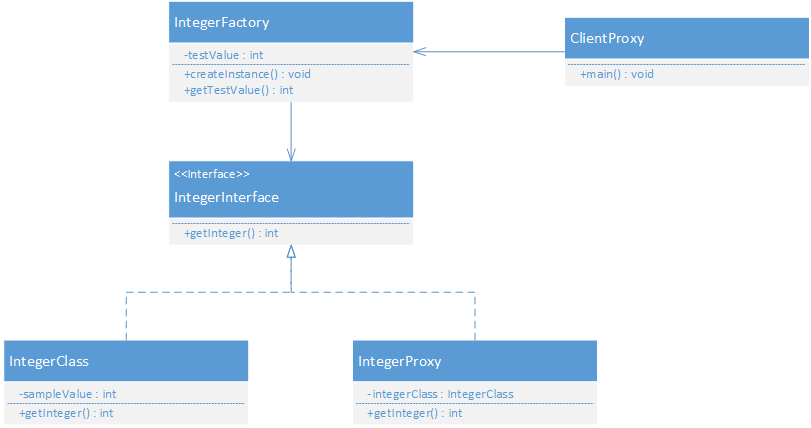 IntegerFactory
-testValue : int
+createInstance() : void
+getTestValue() : int
ClientProxy
+main() : void
<<Interface>>
IntegerInterface
+getInteger() : int
IntegerClass
-sampleValue : int
+getInteger() : int
IntegerProxy
-integerClass : IntegerClass
+getInteger() : int